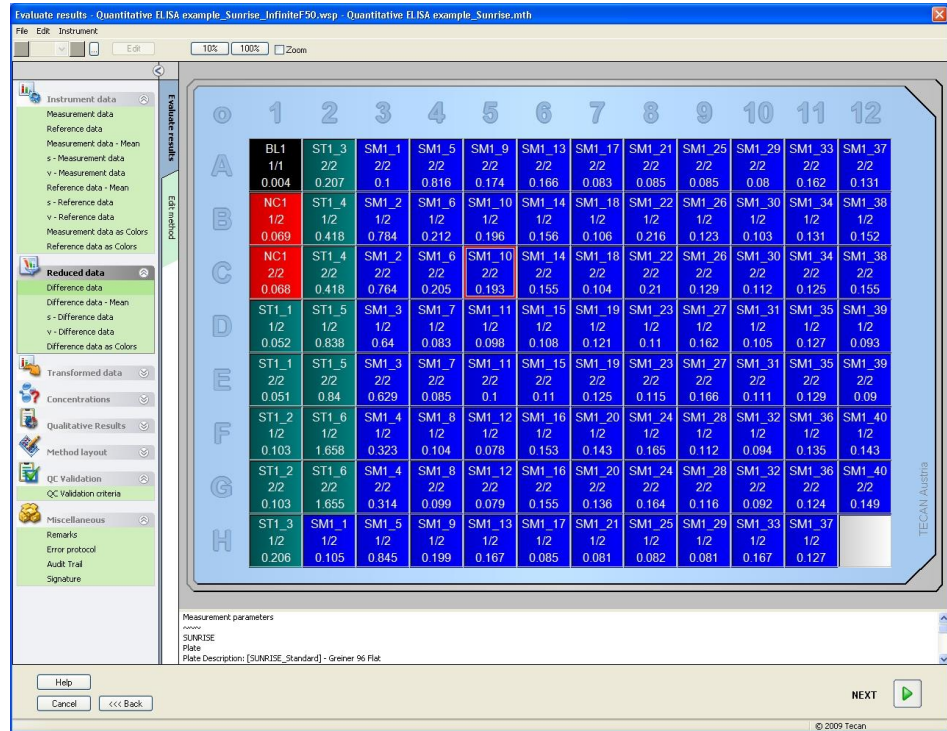 Evaluate results - Quantitative ELISA example_Sunrise_InfiniteF50.wsp - Quantitative ELISA example_Sunrise.mth
File Edit Instrument
... Edit 10% 100% Zoom
Instrument data
Measurement data
Reference data
Measurement data - Mean
s - Measurement data
v - Measurement data
Reference data - Mean
s - Reference data
v - Reference data
Measurement data as Colors
Reference data as Colors
Reduced data
Difference data
Difference data - Mean
s - Difference data
v - Difference data
Difference data as Colors
Transformed data
Concentrations
Qualitative Results
Method layout
QC Validation
QC Validation criteria
Miscellaneous
Remarks
Error protocol
Audit Trail
Signature
Evaluate results
Edit method
1 2 3 4 5 6 7 8 9 10 11 12
A
BL1 ST1_3 SM1_1 SM1_5 SM1_9 SM1_13 SM1_17 SM1_21 SM1_25 SM1_29 SM1_33 SM1_37
1/1 2/2 2/2 2/2 2/2 2/2 2/2 2/2 2/2 2/2 2/2 2/2
0.004 0.207 0.1 0.816 0.174 0.166 0.083 0.085 0.085 0.08 0.162 0.131
B
NC1 ST1_4 SM1_2 SM1_6 SM1_10 SM1_14 SM1_18 SM1_22 SM1_26 SM1_30 SM1_34 SM1_38
1/2 1/2 1/2 1/2 1/2 1/2 1/2 1/2 1/2 1/2 1/2 1/2
0.069 0.418 0.784 0.212 0.196 0.156 0.106 0.216 0.123 0.103 0.131 0.152
C
NC1 ST1_4 SM1_2 SM1_6 SM1_10 SM1_14 SM1_18 SM1_22 SM1_26 SM1_30 SM1_34 SM1_38
2/2 2/2 2/2 2/2 2/2 2/2 2/2 2/2 2/2 2/2 2/2 2/2
0.068 0.418 0.764 0.205 0.193 0.155 0.104 0.21 0.129 0.112 0.125 0.155
D
ST1_1 ST1_5 SM1_3 SM1_7 SM1_11 SM1_15 SM1_19 SM1_23 SM1_27 SM1_31 SM1_35 SM1_39
1/2 1/2 1/2 1/2 1/2 1/2 1/2 1/2 1/2 1/2 1/2 1/2
0.052 0.838 0.64 0.083 0.098 0.108 0.121 0.11 0.162 0.105 0.127 0.093
E
ST1_1 ST1_5 SM1_3 SM1_7 SM1_11 SM1_15 SM1_19 SM1_23 SM1_27 SM1_31 SM1_35 SM1_39
2/2 2/2 2/2 2/2 2/2 2/2 2/2 2/2 2/2 2/2 2/2 2/2
0.051 0.84 0.629 0.085 0.1 0.11 0.125 0.115 0.166 0.111 0.129 0.09
F
ST1_2 ST1_6 SM1_4 SM1_8 SM1_12 SM1_16 SM1_20 SM1_24 SM1_28 SM1_32 SM1_36 SM1_40
1/2 1/2 1/2 1/2 1/2 1/2 1/2 1/2 1/2 1/2 1/2 1/2
0.103 1.658 0.323 0.104 0.078 0.153 0.143 0.165 0.112 0.094 0.135 0.143
G
ST1_2 ST1_6 SM1_4 SM1_8 SM1_12 SM1_16 SM1_20 SM1_24 SM1_28 SM1_32 SM1_36 SM1_40
2/2 2/2 2/2 2/2 2/2 2/2 2/2 2/2 2/2 2/2 2/2 2/2
0.103 1.655 0.314 0.099 0.079 0.155 0.136 0.164 0.116 0.092 0.124 0.149
H
ST1_3 SM1_1 SM1_5 SM1_9 SM1_13 SM1_17 SM1_21 SM1_25 SM1_29 SM1_33 SM1_37
1/2 1/2 1/2 1/2 1/2 1/2 1/2 1/2 1/2 1/2 1/2
0.206 0.105 0.845 0.199 0.167 0.085 0.081 0.082 0.081 0.167 0.127
TECAN Austria
Measurement parameters
~~~
SUNRISE
Plate
Plate Description: [SUNRISE_Standard] - Greiner 96 Flat
Help
Cancel <<< Back
NEXT
© 2009 Tecan